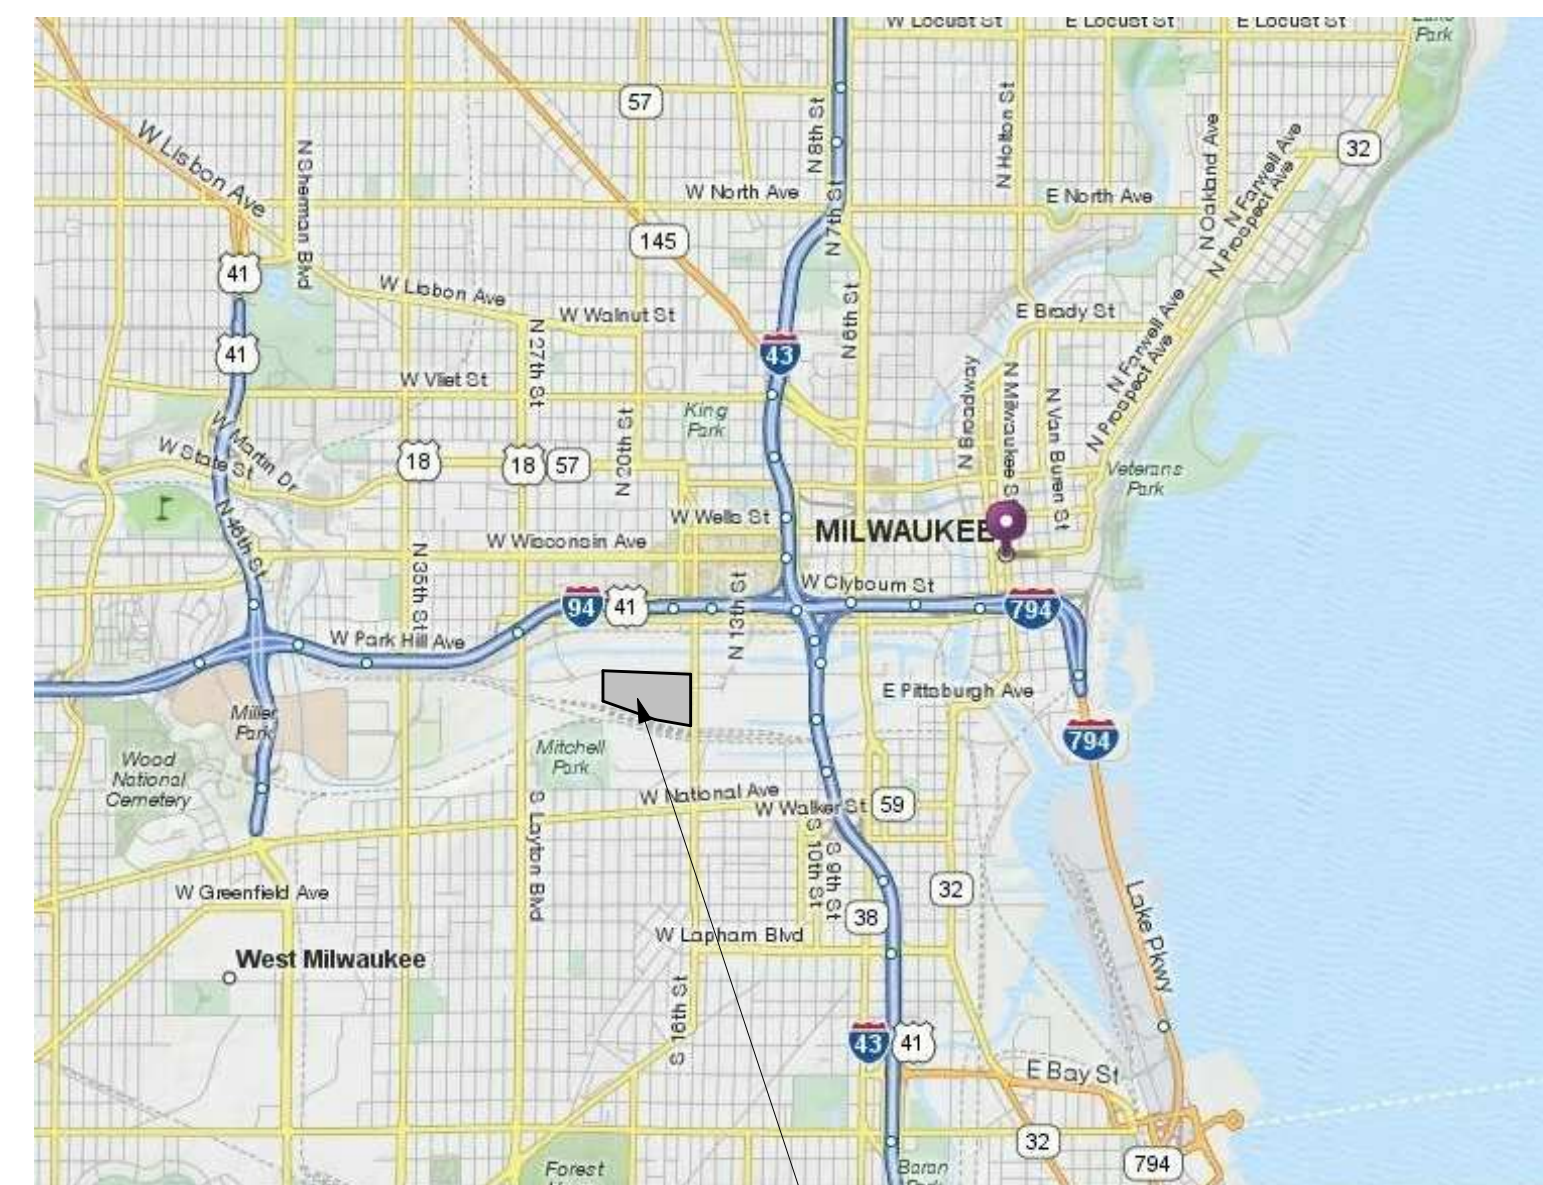 W Locust St
E Locust St
E Locust St
Lake
Park
57
N 8th St
N Holton St
N Oakland Ave
N Farwell Ave
N Prospect Ave
32
W Lisbon Ave
N Sherman Blvd
W North Ave
E North Ave
N 7th St
145
41
W Lisbon Ave
W Walnut St
N 6th St
E Brady St
N Farwell Ave
N Prospect Ave
41
43
N 27th St
W Vliet St
King
Park
N Broadway
N Milwaukee S
N Van Buren St
W Martin Dr
W State St
18
18
57
N 20th St
Veterans
Park
N 46th St
W Wells St
MILWAUKEE
W Wisconsin Ave
N 35th St
N 13th St
W Clybourn St
94
41
794
W Park Hill Ave
E Pittsburgh Ave
Miller
Park
794
Mitchell
Park
Wood
National
Cemetery
W National Ave
W Walker St
59
S Layton Blvd
S 10th St
S 9th St
W Greenfield Ave
32
38
Lake Pkwy
W Lapham Blvd
West Milwaukee
S 16th St
43
41
E Bay St
32
794
Forest
Baran
Park